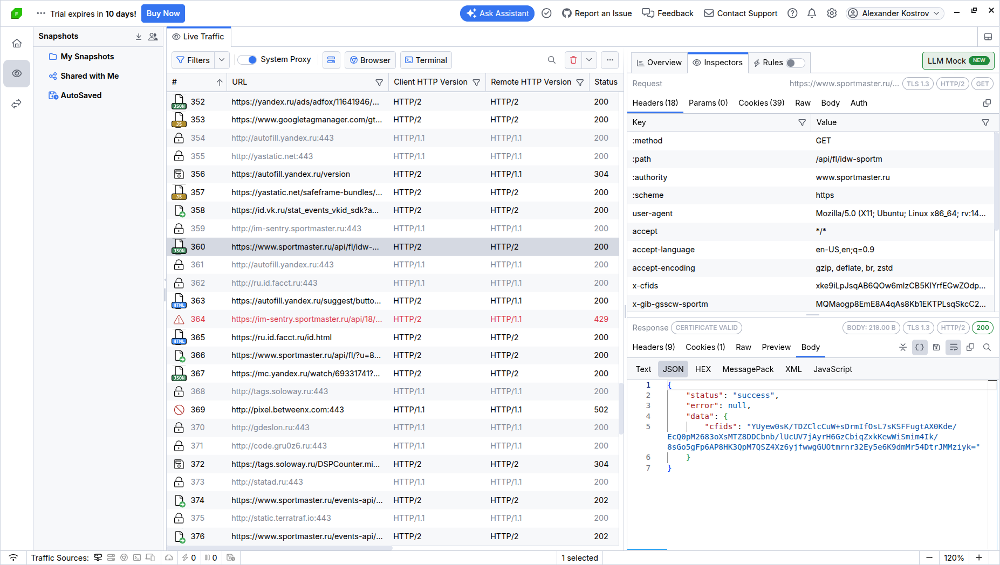 Trial expires in 10 days!
Buy Now
Ask Assistant
Report an Issue
Feedback
Contact Support
Alexander Kostrov
Snapshots
My Snapshots
Shared with Me
AutoSaved
Live Traffic
Filters
System Proxy
Browser
Terminal
# URL Client HTTP Version Remote HTTP Version Status
JSON 352 https://yandex.ru/ads/adfox/11641946/... HTTP/2 HTTP/2 200
JS 353 https://www.googletagmanager.com/gt... HTTP/2 HTTP/2 200
354 http://autofill.yandex.ru:443 HTTP/1.1 HTTP/1.1 200
355 http://yastatic.net:443 HTTP/1.1 HTTP/1.1 200
356 https://autofill.yandex.ru/version HTTP/2 HTTP/1.1 304
JS 357 https://yastatic.net/safeframe-bundles/... HTTP/2 HTTP/2 200
358 https://id.vk.ru/stat_events_vkid_sdk?a... HTTP/2 HTTP/2 200
359 http://im-sentry.sportmaster.ru:443 HTTP/1.1 HTTP/1.1 200
JSON 360 https://www.sportmaster.ru/api/fl/idw-... HTTP/2 HTTP/2 200
361 http://autofill.yandex.ru:443 HTTP/1.1 HTTP/1.1 200
362 http://ru.id.facct.ru:443 HTTP/1.1 HTTP/1.1 200
HTML 363 https://autofill.yandex.ru/suggest/butto... HTTP/2 HTTP/1.1 200
364 https://im-sentry.sportmaster.ru/api/18/... HTTP/2 HTTP/1.1 429
HTML 365 https://ru.id.facct.ru/id.html HTTP/2 HTTP/2 200
366 https://www.sportmaster.ru/api/fl/?u=8... HTTP/2 HTTP/2 200
JSON 367 https://mc.yandex.ru/watch/69331741?... HTTP/2 HTTP/2 200
368 http://tags.soloway.ru:443 HTTP/1.1 HTTP/1.1 200
369 http://pixel.betweenx.com:443 HTTP/1.1 HTTP/1.1 502
370 http://gdeslon.ru:443 HTTP/1.1 HTTP/1.1 200
371 http://code.gru0z6.ru:443 HTTP/1.1 HTTP/1.1 200
372 https://tags.soloway.ru/DSPCounter.mi... HTTP/2 HTTP/2 304
373 http://statad.ru:443 HTTP/1.1 HTTP/1.1 200
374 https://www.sportmaster.ru/events-api/... HTTP/2 HTTP/2 202
375 http://static.terratraf.io:443 HTTP/1.1 HTTP/1.1 200
376 https://www.sportmaster.ru/events-api/... HTTP/2 HTTP/2 202
Overview
Inspectors
Rules
LLM Mock NEW
Request https://www.sportmaster.ru/... TLS 1.3 HTTP/2 GET
Headers (18) Params (0) Cookies (39) Raw Body Auth
Key Value
:method GET
:path /api/fl/idw-sportm
:authority www.sportmaster.ru
:scheme https
user-agent Mozilla/5.0 (X11; Ubuntu; Linux x86_64; rv:14...
accept */*
accept-language en-US,en;q=0.9
accept-encoding gzip, deflate, br, zstd
x-cfids xke9iLpJsqAB6QOw6mlzCB5KlYrfEGwZOdp...
x-gib-gsscw-sportm MQMaogp8EmE8A4qAs8Kb1EKTPLsqSkcC2...
Response CERTIFICATE VALID BODY: 219.00 B TLS 1.3 HTTP/2 200
Headers (9) Cookies (1) Raw Preview Body
Text JSON HEX MessagePack XML JavaScript
1 {
2 "status": "success",
3 "error": null,
4 "data": {
5 "cfids": "YUyew0sK/TDZClcCuW+sDrmIfOsL7sKSFFugtAX0Kde/
EcQ0pM2683oXsMTZ8DDCbnb/lUcUV7jAyrH6GzCbiqZxkKewWiSmim4Ik/
8sGo5gFp6AP8HK3QpM7QSZ4Xz6yjfwwgGUOtmrnr32Ey5e6K9dmMr54DtrJMMziyk="
6 }
7 }
Traffic Sources:
0
0
1 selected
120%